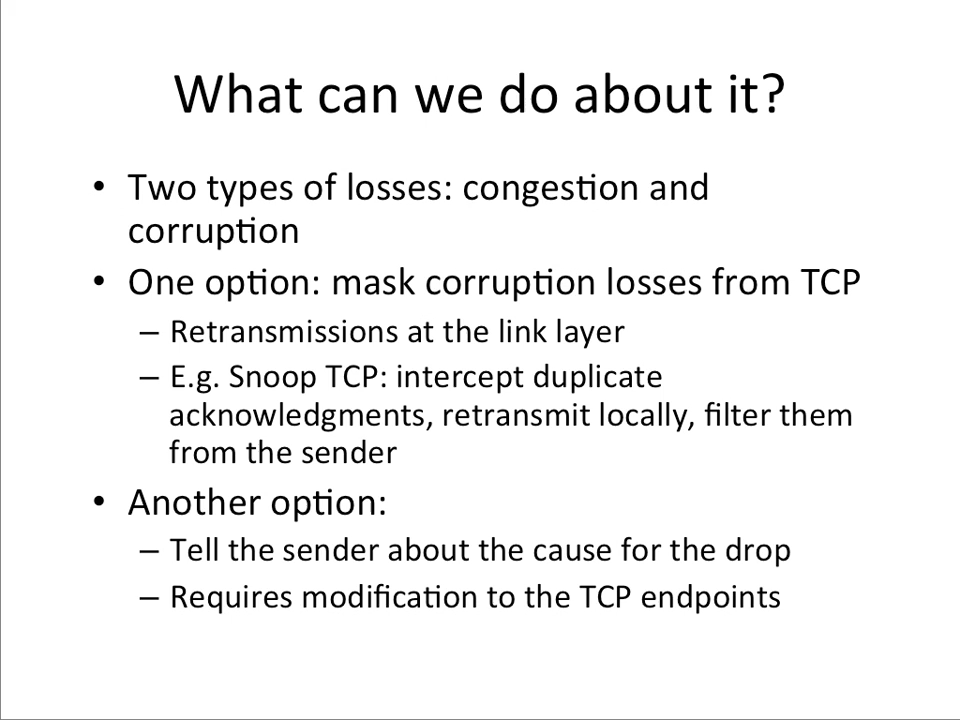 What can we do about it?
• Two types of losses: congestion and
corruption
• One option: mask corruption losses from TCP
– Retransmissions at the link layer
– E.g. Snoop TCP: intercept duplicate
acknowledgments, retransmit locally, filter them
from the sender
• Another option:
– Tell the sender about the cause for the drop
– Requires modification to the TCP endpoints